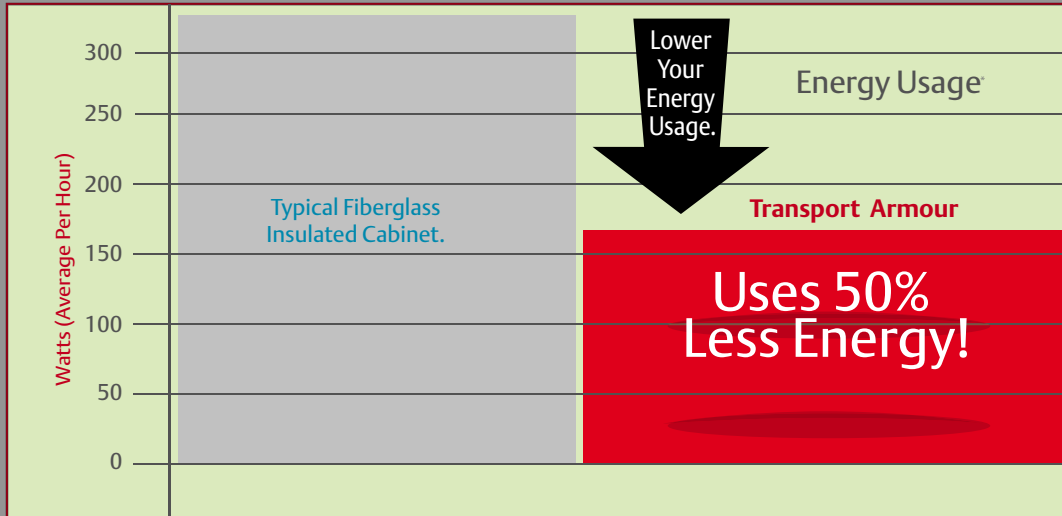 Lower
Your
Energy
Usage.
Energy Usage
300
250
200
150
100
50
0
Watts (Average Per Hour)
Typical Fiberglass
Insulated Cabinet.
Transport Armour
Uses 50%
Less Energy!